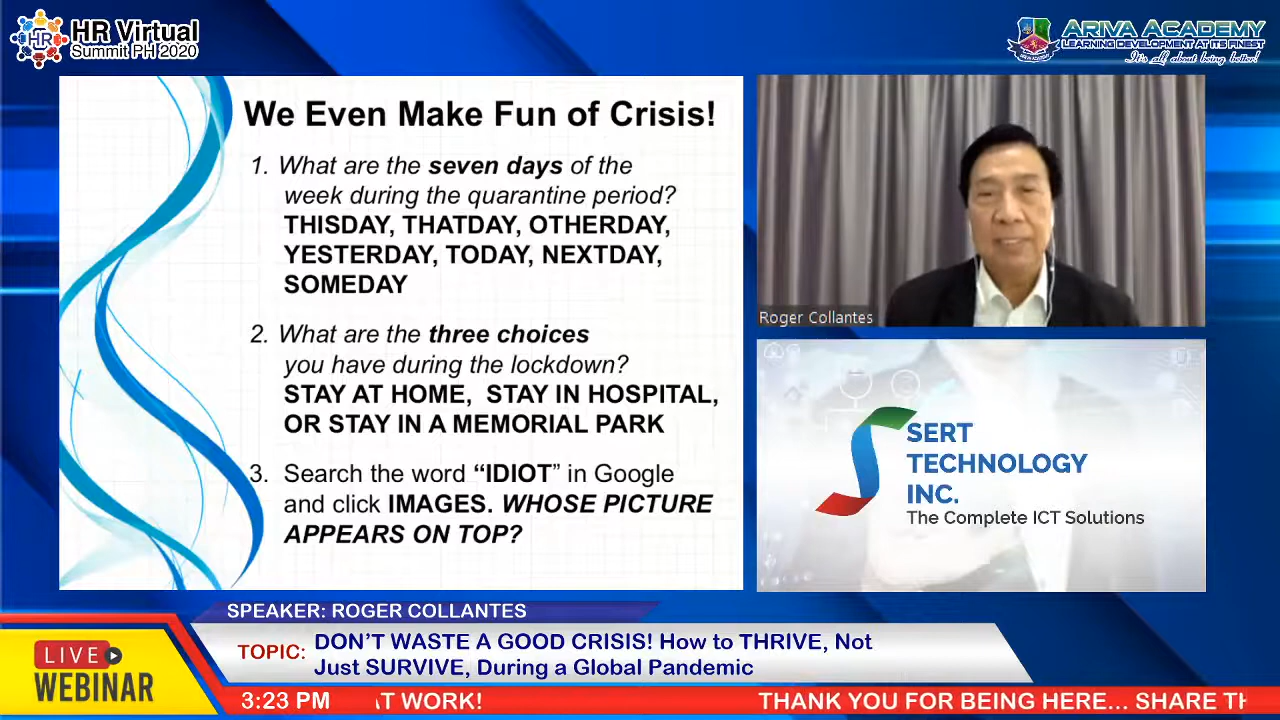 HR Virtual
Summit PH 2020
HR
ARIVA ACADEMY
LEARNING DEVELOPMENT AT ITS FINEST
It's all about being better!
We Even Make Fun of Crisis!
1. What are the seven days of the
week during the quarantine period?
THISDAY, THATDAY, OTHERDAY,
YESTERDAY, TODAY, NEXTDAY,
SOMEDAY
2. What are the three choices
you have during the lockdown?
STAY AT HOME, STAY IN HOSPITAL,
OR STAY IN A MEMORIAL PARK
3. Search the word “IDIOT” in Google
and click IMAGES. WHOSE PICTURE
APPEARS ON TOP?
Roger Collantes
SERT
TECHNOLOGY
INC.
The Complete ICT Solutions
SPEAKER: ROGER COLLANTES
TOPIC: DON'T WASTE A GOOD CRISIS! How to THRIVE, Not
Just SURVIVE, During a Global Pandemic
LIVE
WEBINAR
3:23 PM AT WORK! THANK YOU FOR BEING HERE... SHARE TH